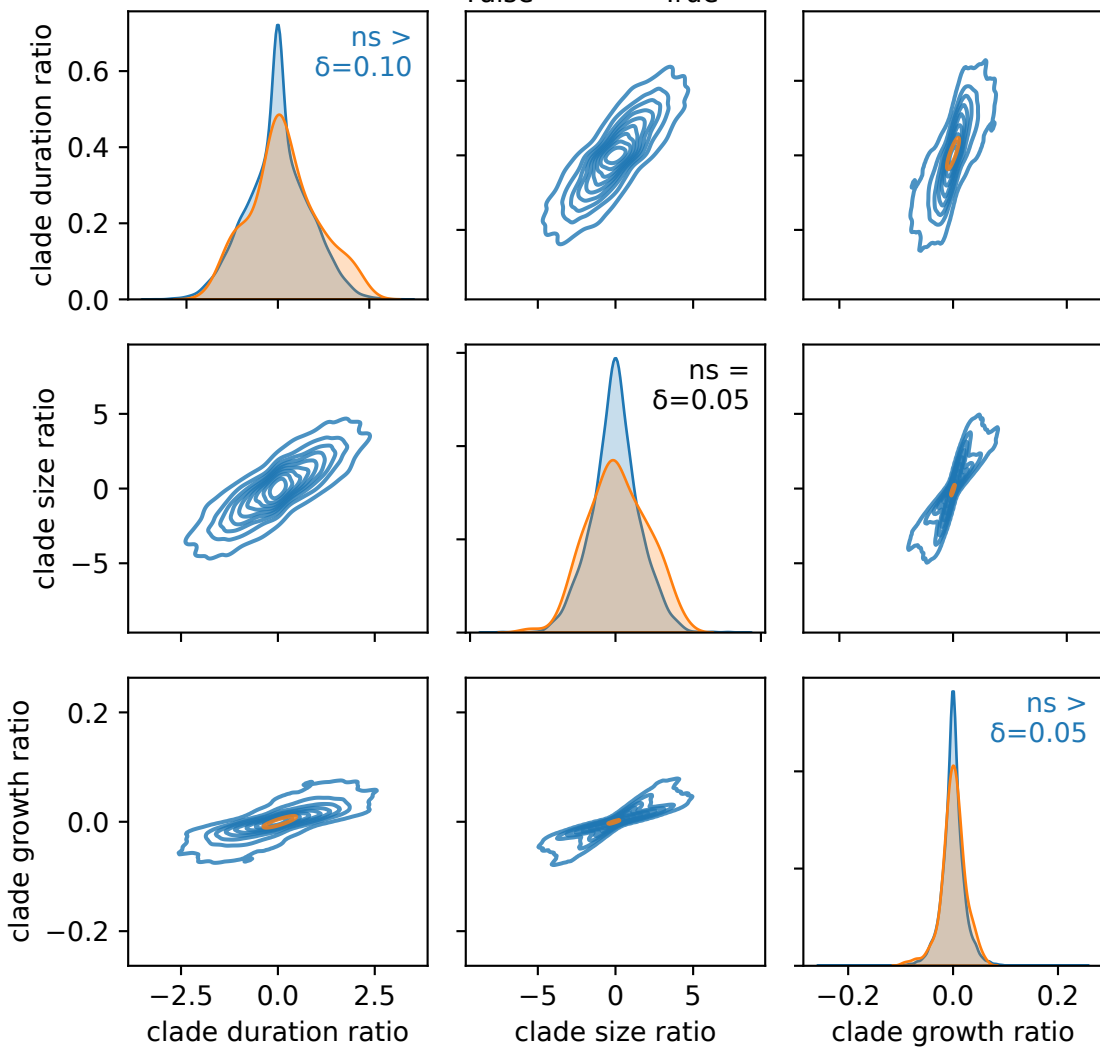 clade duration ratio
0.6
0.4
0.2
0.0
ns >
δ=0.10
clade size ratio
5
0
−5
ns =
δ=0.05
clade growth ratio
0.2
0.0
−0.2
ns >
δ=0.05
−2.5 0.0 2.5
−5 0 5
−0.2 0.0 0.2
clade duration ratio
clade size ratio
clade growth ratio